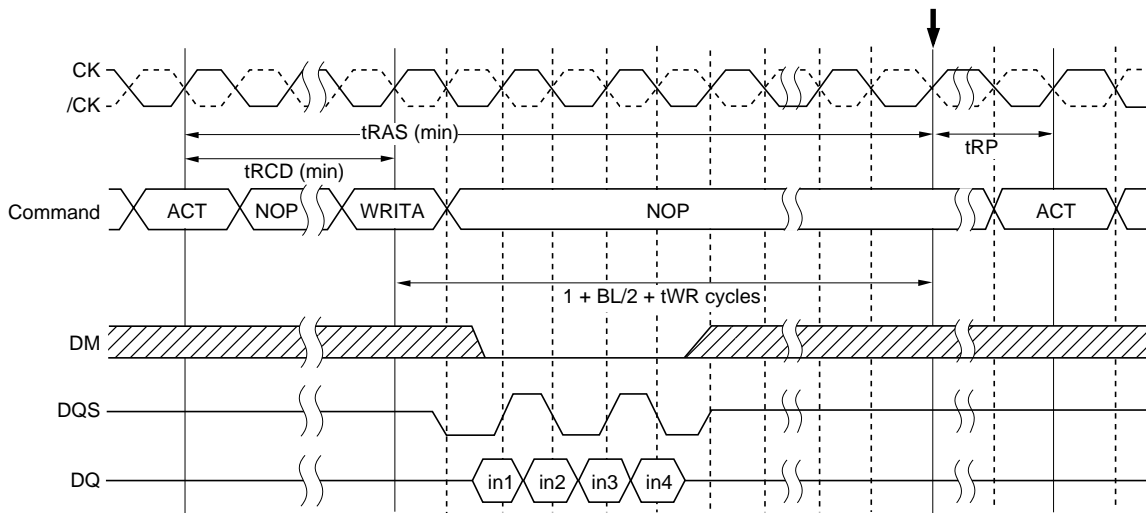 CK
/CK
tRAS (min)
tRP
tRCD (min)
Command
ACT
NOP
WRITA
NOP
ACT
1 + BL/2 + tWR cycles
DM
DQS
DQ
in1
in2
in3
in4